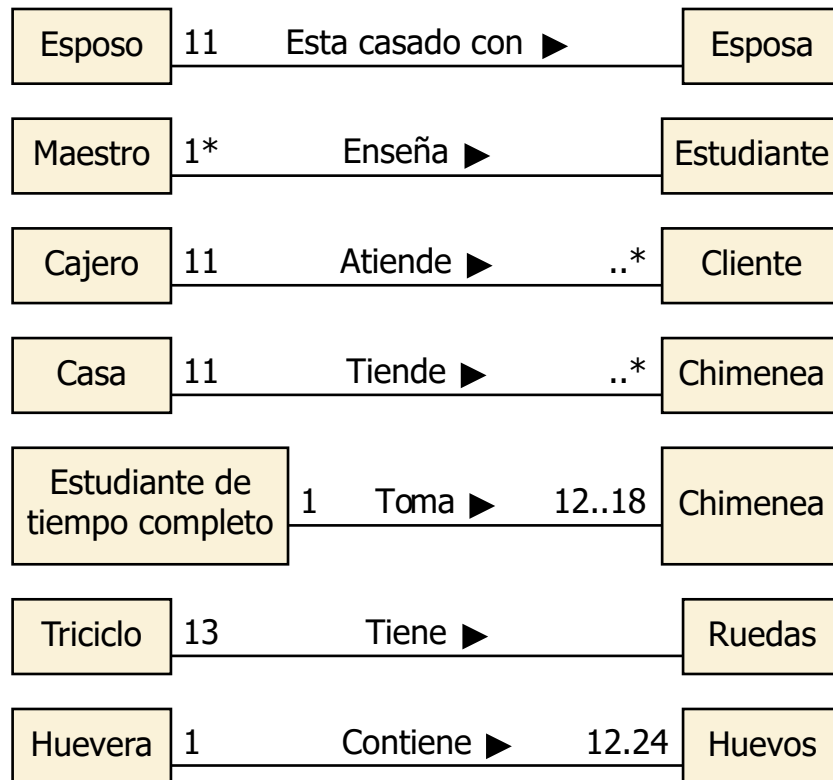 Esposo 11 Esta casado con ▶ Esposa
Maestro 1* Enseña ▶ Estudiante
Cajero 11 Atiende ▶ ..* Cliente
Casa 11 Tiende ▶ ..* Chimenea
Estudiante de
tiempo completo 1 Toma ▶ 12..18 Chimenea
Triciclo 13 Tiene ▶ Ruedas
Huevera 1 Contiene ▶ 12.24 Huevos